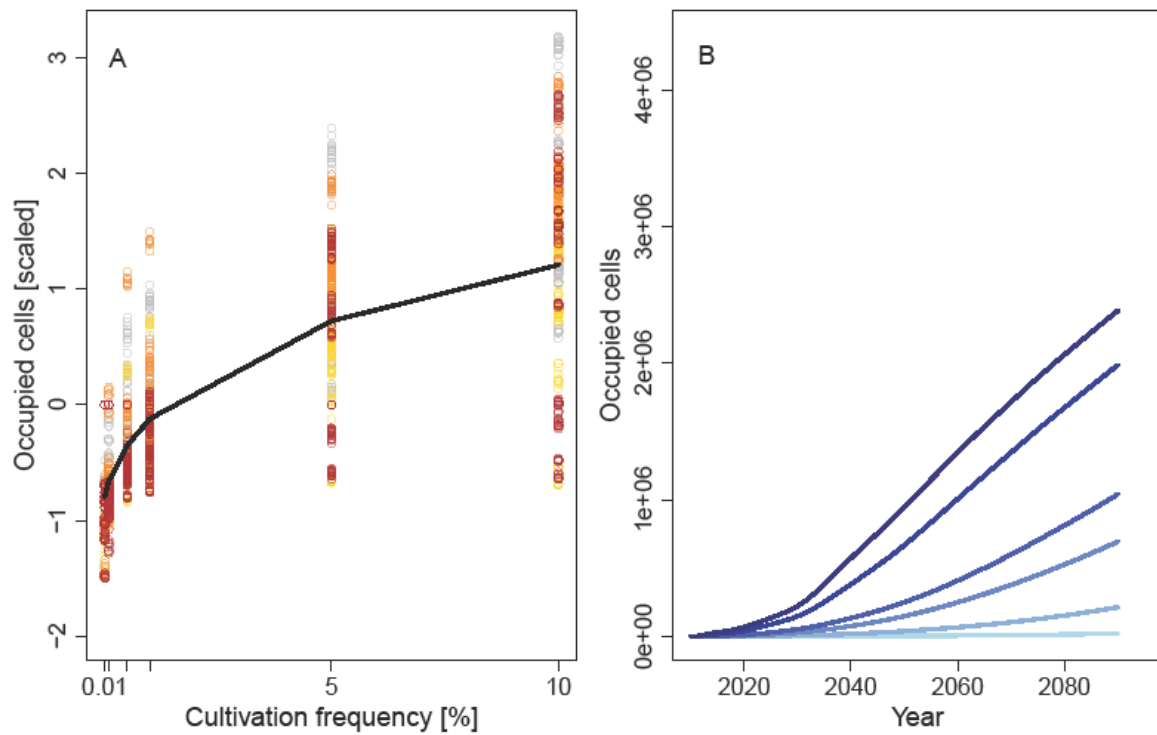 A
3
2
1
0
−1
−2
Occupied cells [scaled]
0.01
5
10
Cultivation frequency [%]
B
4e+06
3e+06
2e+06
1e+06
0e+00
Occupied cells
2020
2040
2060
2080
Year